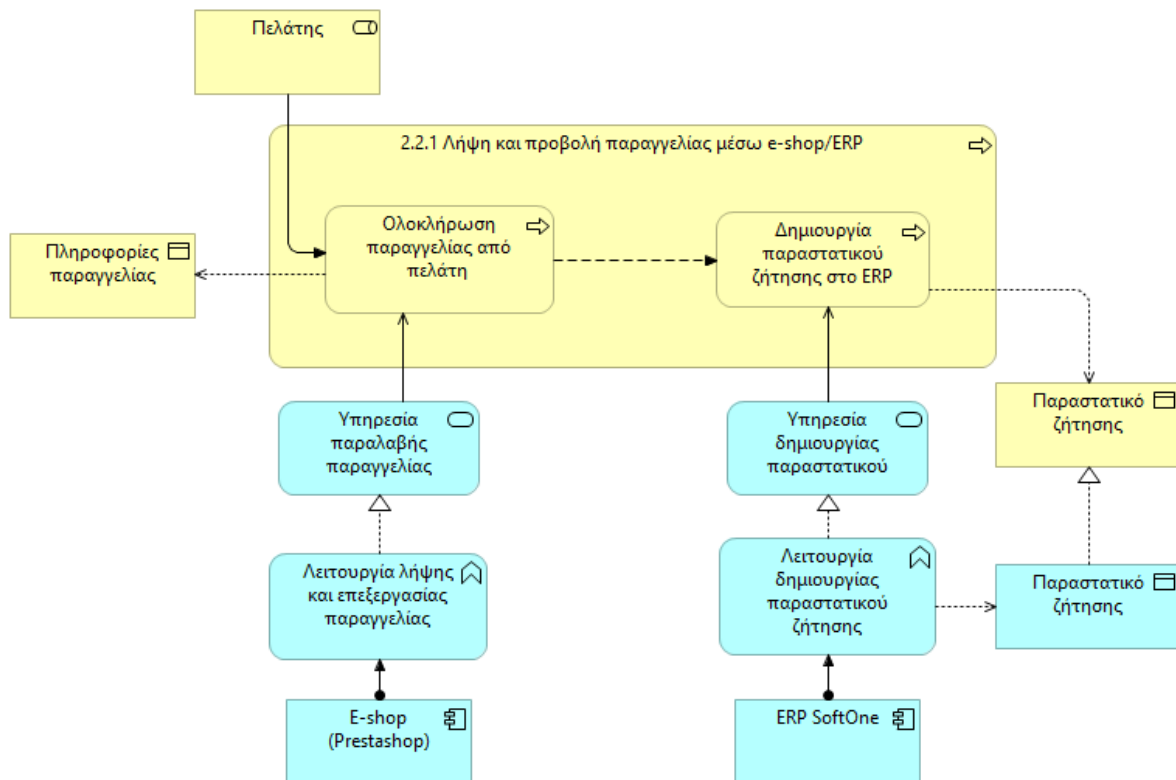 Πελάτης
2.2.1 Λήψη και προβολή παραγγελίας μέσω e-shop/ERP
Ολοκλήρωση
παραγγελίας από
πελάτη
Δημιουργία
παραστατικού
ζήτησης στο ERP
Πληροφορίες
παραγγελίας
Παραστατικό
ζήτησης
Υπηρεσία
παραλαβής
παραγγελίας
Υπηρεσία
δημιουργίας
παραστατικού
Λειτουργία λήψης
και επεξεργασίας
παραγγελίας
Λειτουργία
δημιουργίας
παραστατικού
ζήτησης
Παραστατικό
ζήτησης
E-shop
(Prestashop)
ERP SoftOne